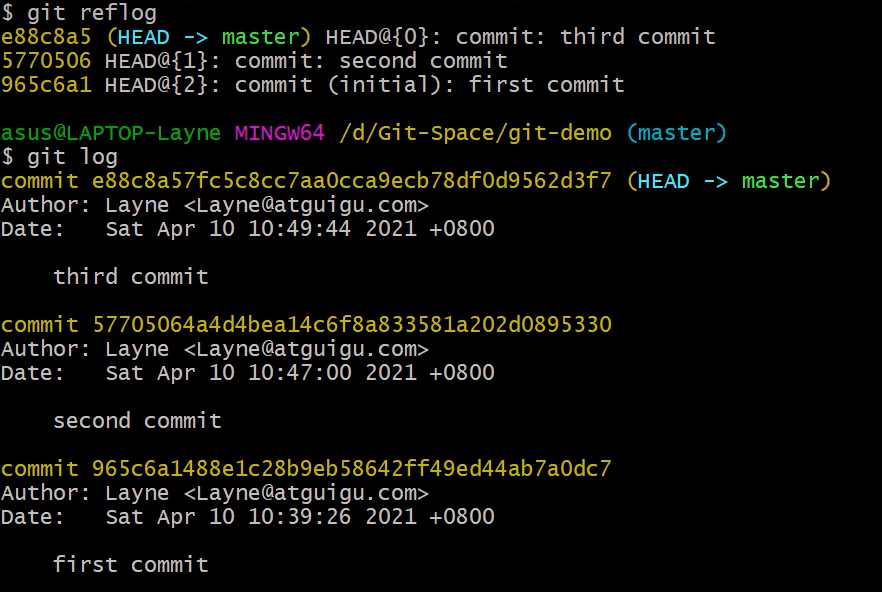 $ git reflog
e88c8a5 (HEAD -> master) HEAD@{0}: commit: third commit
5770506 HEAD@{1}: commit: second commit
965c6a1 HEAD@{2}: commit (initial): first commit
asus@LAPTOP-Layne MINGW64 /d/Git-Space/git-demo (master)
$ git log
commit e88c8a57fc5c8cc7aa0cca9ecb78df0d9562d3f7 (HEAD -> master)
Author: Layne <Layne@atguigu.com>
Date:   Sat Apr 10 10:49:44 2021 +0800
    third commit
commit 57705064a4d4bea14c6f8a833581a202d0895330
Author: Layne <Layne@atguigu.com>
Date:   Sat Apr 10 10:47:00 2021 +0800
    second commit
commit 965c6a1488e1c28b9eb58642ff49ed44ab7a0dc7
Author: Layne <Layne@atguigu.com>
Date:   Sat Apr 10 10:39:26 2021 +0800
    first commit